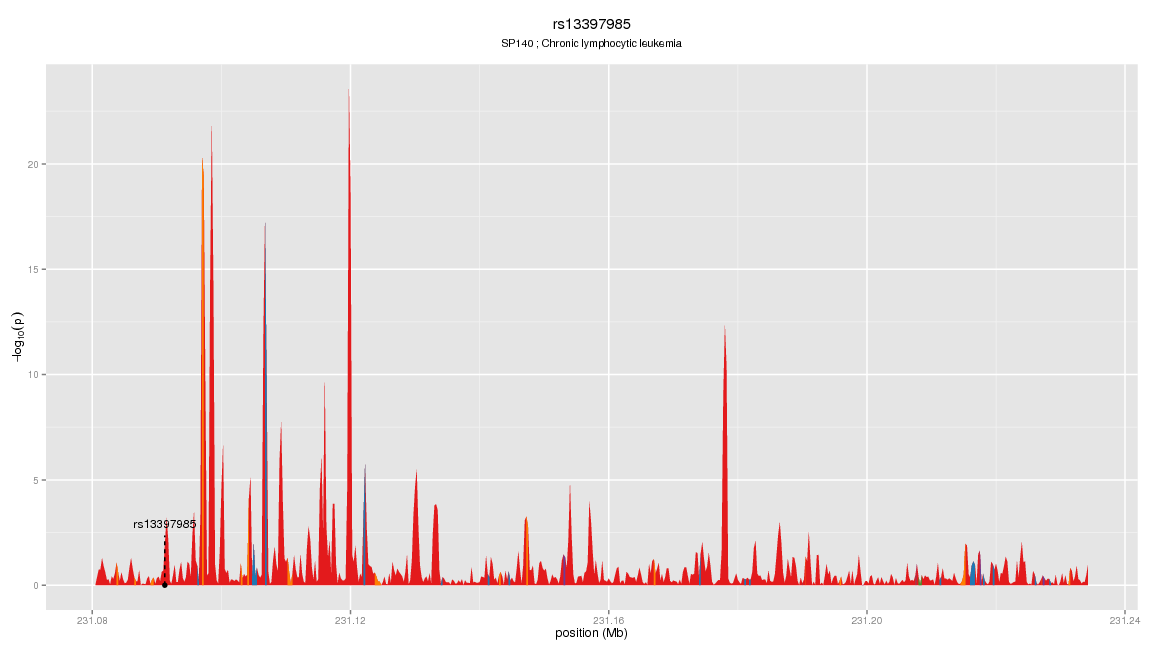 rs13397985
SP140 ; Chronic lymphocytic leukemia
−log10(p)
20
15
10
5
0
rs13397985
231.08
231.12
231.16
231.20
231.24
position (Mb)